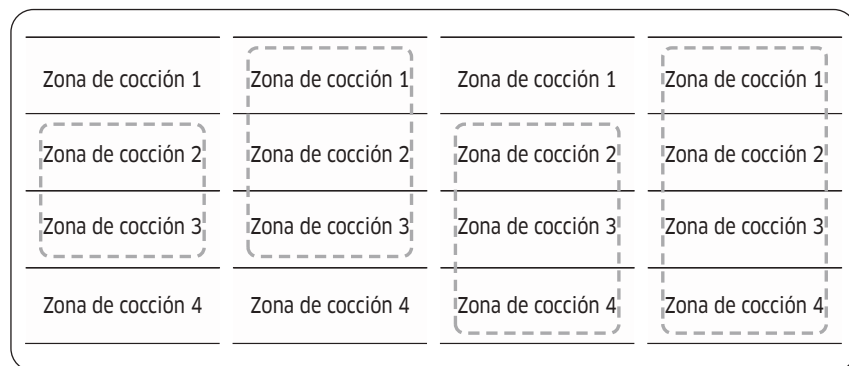 Zona de cocción 1 Zona de cocción 1 Zona de cocción 1 Zona de cocción 1
Zona de cocción 2 Zona de cocción 2 Zona de cocción 2 Zona de cocción 2
Zona de cocción 3 Zona de cocción 3 Zona de cocción 3 Zona de cocción 3
Zona de cocción 4 Zona de cocción 4 Zona de cocción 4 Zona de cocción 4